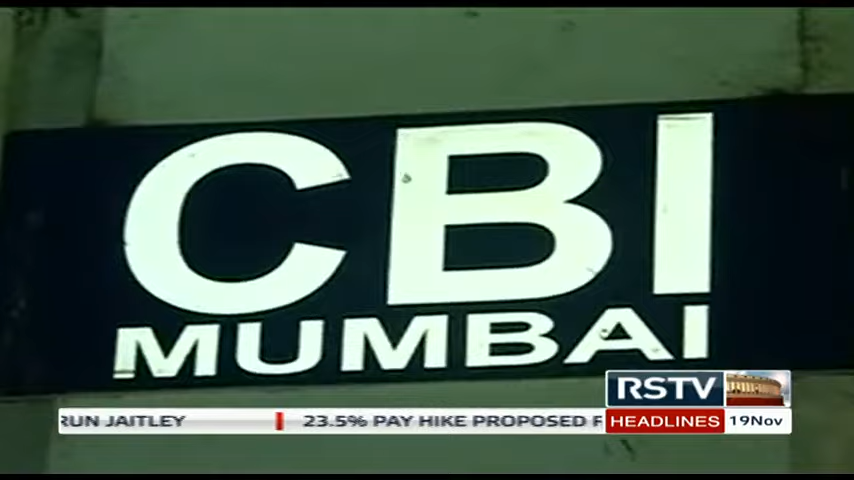 CBI
MUMBAI
RSTV
RUN JAITLEY
23.5% PAY HIKE PROPOSED F
HEADLINES
19Nov